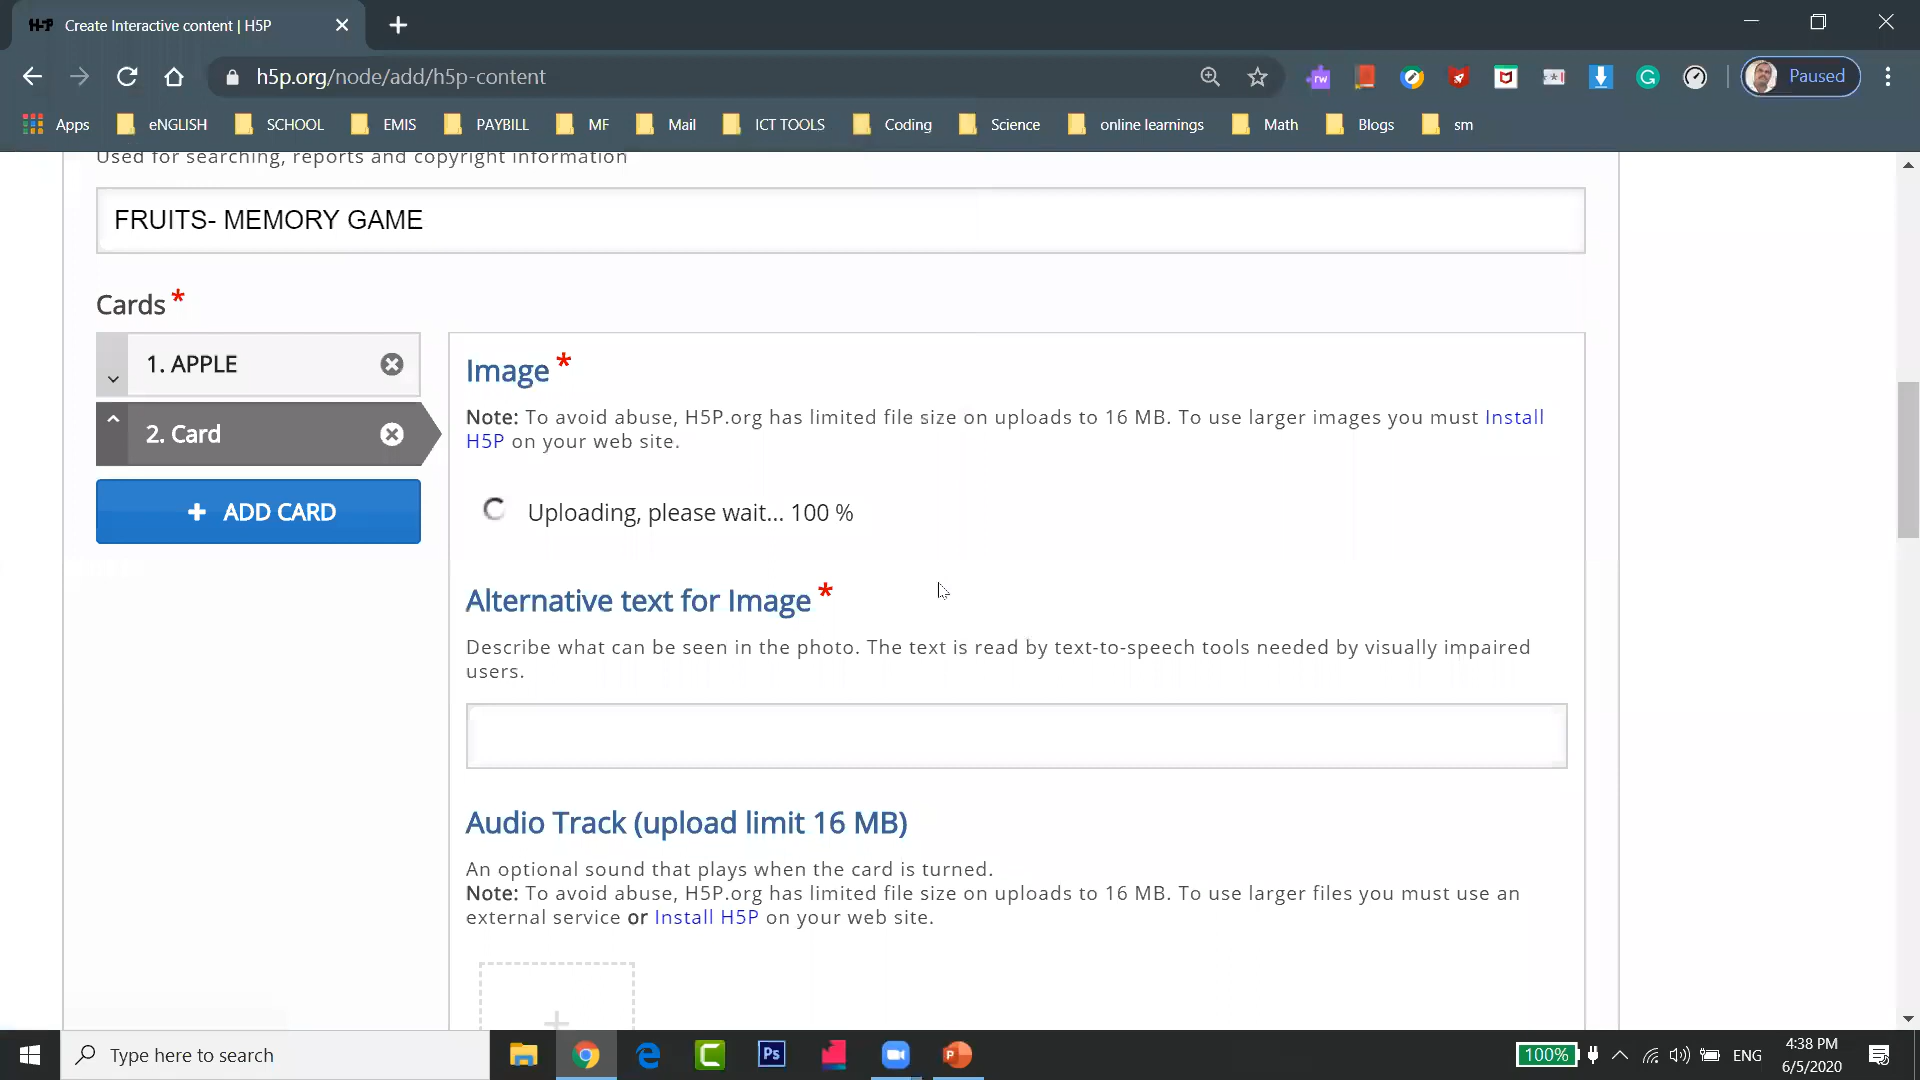 H-P Create Interactive content | H5P
h5p.org/node/add/h5p-content
rw
G
Paused
Apps eNGLISH SCHOOL EMIS PAYBILL MF Mail ICT TOOLS Coding Science online learnings Math Blogs sm
Used for searching, reports and copyright information
FRUITS- MEMORY GAME
Cards *
1. APPLE
2. Card
+ ADD CARD
Image *
Note: To avoid abuse, H5P.org has limited file size on uploads to 16 MB. To use larger images you must Install
H5P on your web site.
Uploading, please wait... 100 %
Alternative text for Image *
Describe what can be seen in the photo. The text is read by text-to-speech tools needed by visually impaired
users.
Audio Track (upload limit 16 MB)
An optional sound that plays when the card is turned.
Note: To avoid abuse, H5P.org has limited file size on uploads to 16 MB. To use larger files you must use an
external service or Install H5P on your web site.
Type here to search
Ps
100%
ENG
4:38 PM
6/5/2020